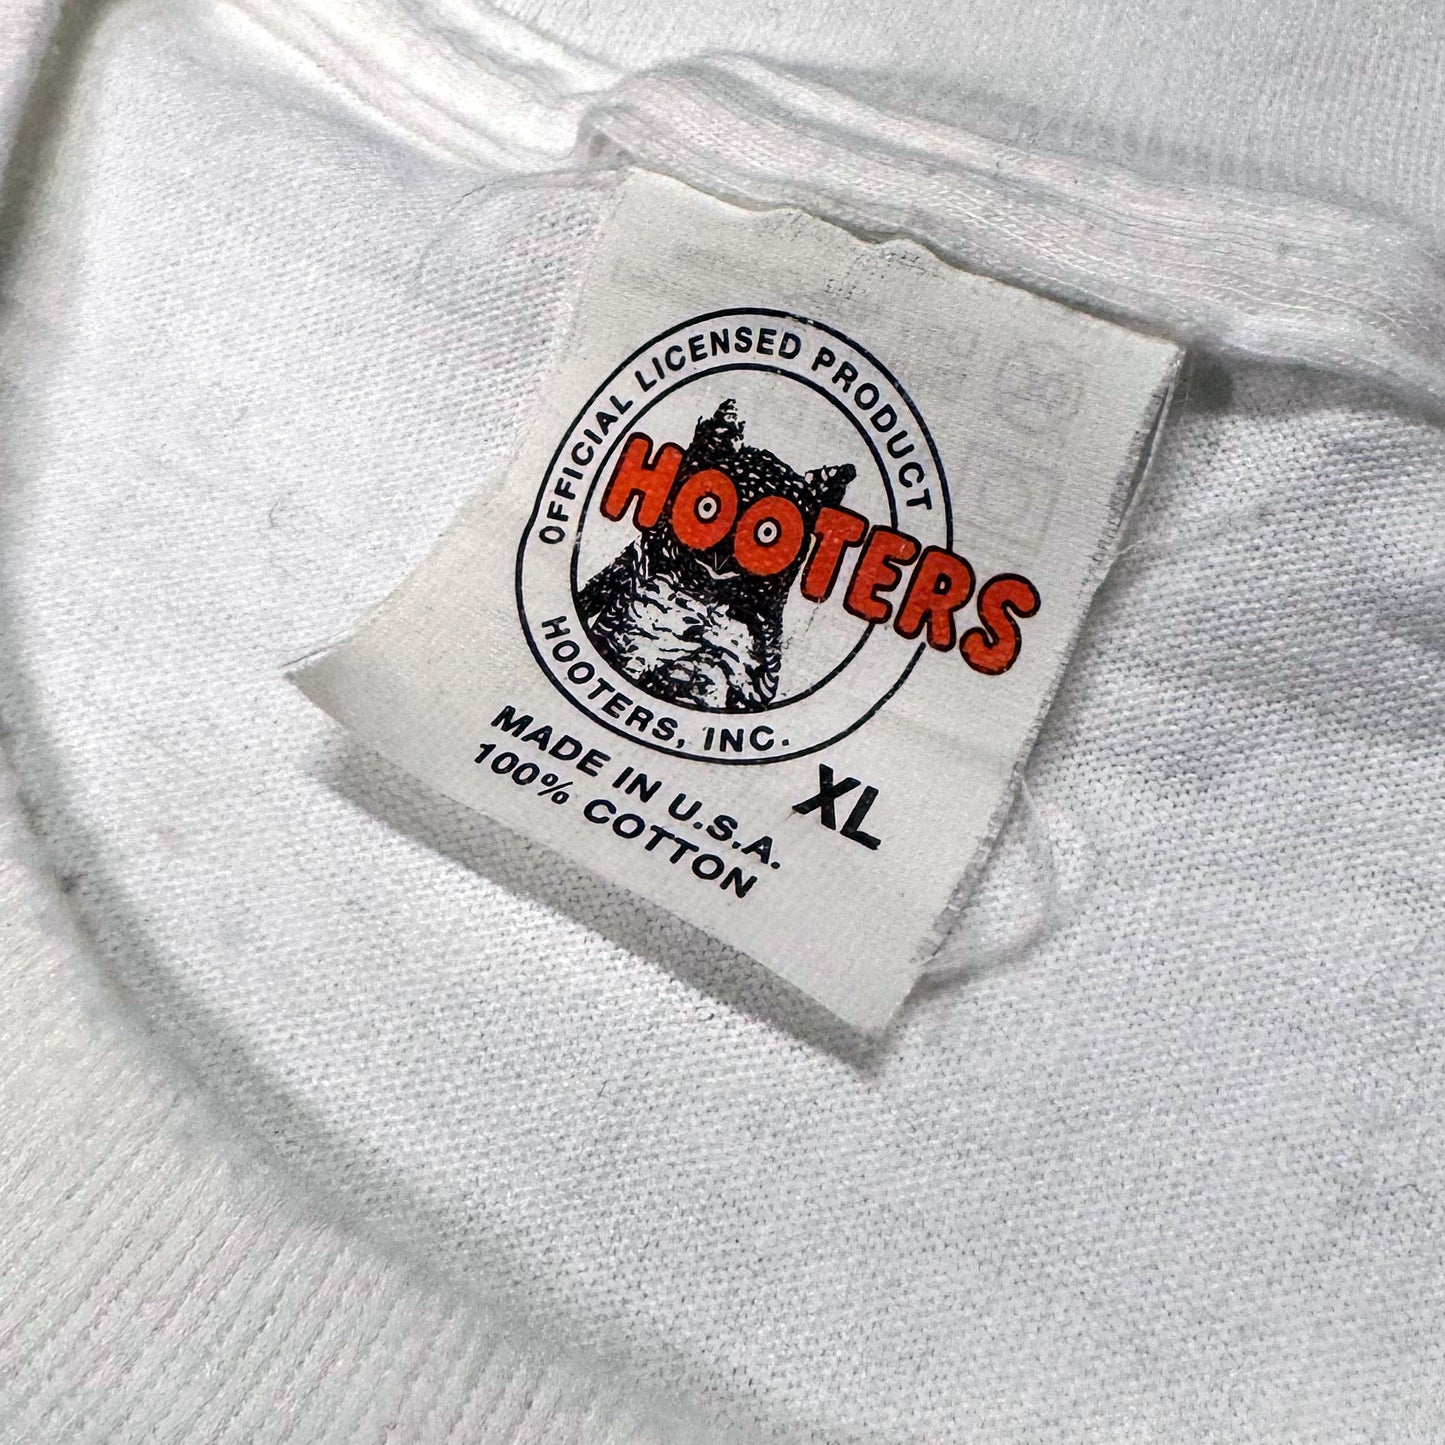 OFFICIAL LICENSED PRODUCT
HOOTERS
HOOTERS, INC.
XL
MADE IN U.S.A.
100% COTTON